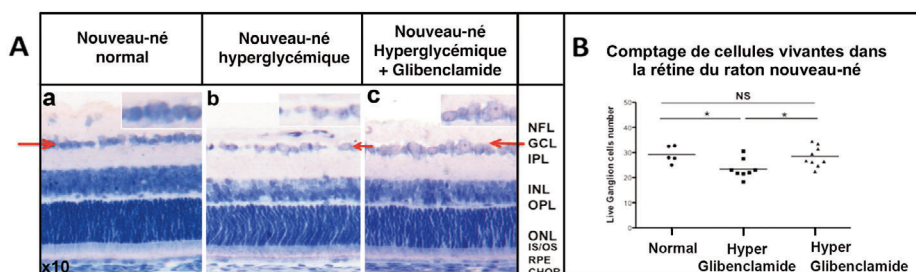 A
Nouveau-né
normal
Nouveau-né
hyperglycémique
Nouveau-né
Hyperglycémique
+ Glibenclamide
a
b
c
x10
NFL
GCL
IPL
INL
OPL
ONL
IS/OS
RPE
CHOR
B
Comptage de cellules vivantes dans
la rétine du raton nouveau-né
Live Ganglion cells number
50
40
30
20
10
0
NS
* *
Normal Hyper Hyper
Glibenclamide Glibenclamide